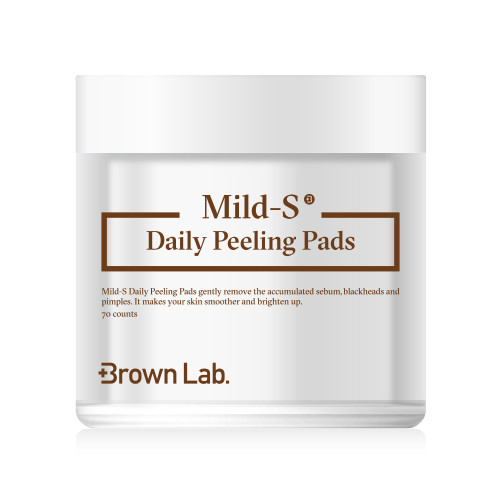 Mild-S
Daily Peeling Pads
Mild-S Daily Peeling Pads gently remove the accumulated sebum, blackheads and
pimples. It makes your skin smoother and brighten up.
70 counts
Brown Lab.